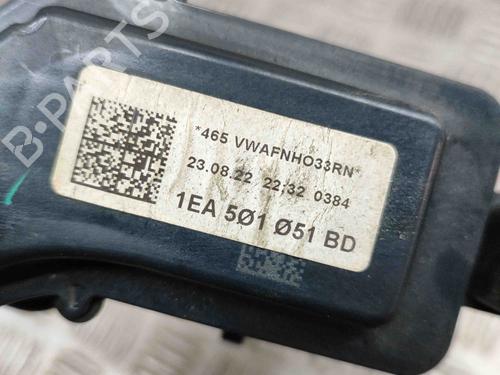 B-PARTS
*465 VWAFNHO33RN*
23.08.22 22:32 0384
1EA 5Ø1 Ø51 BD